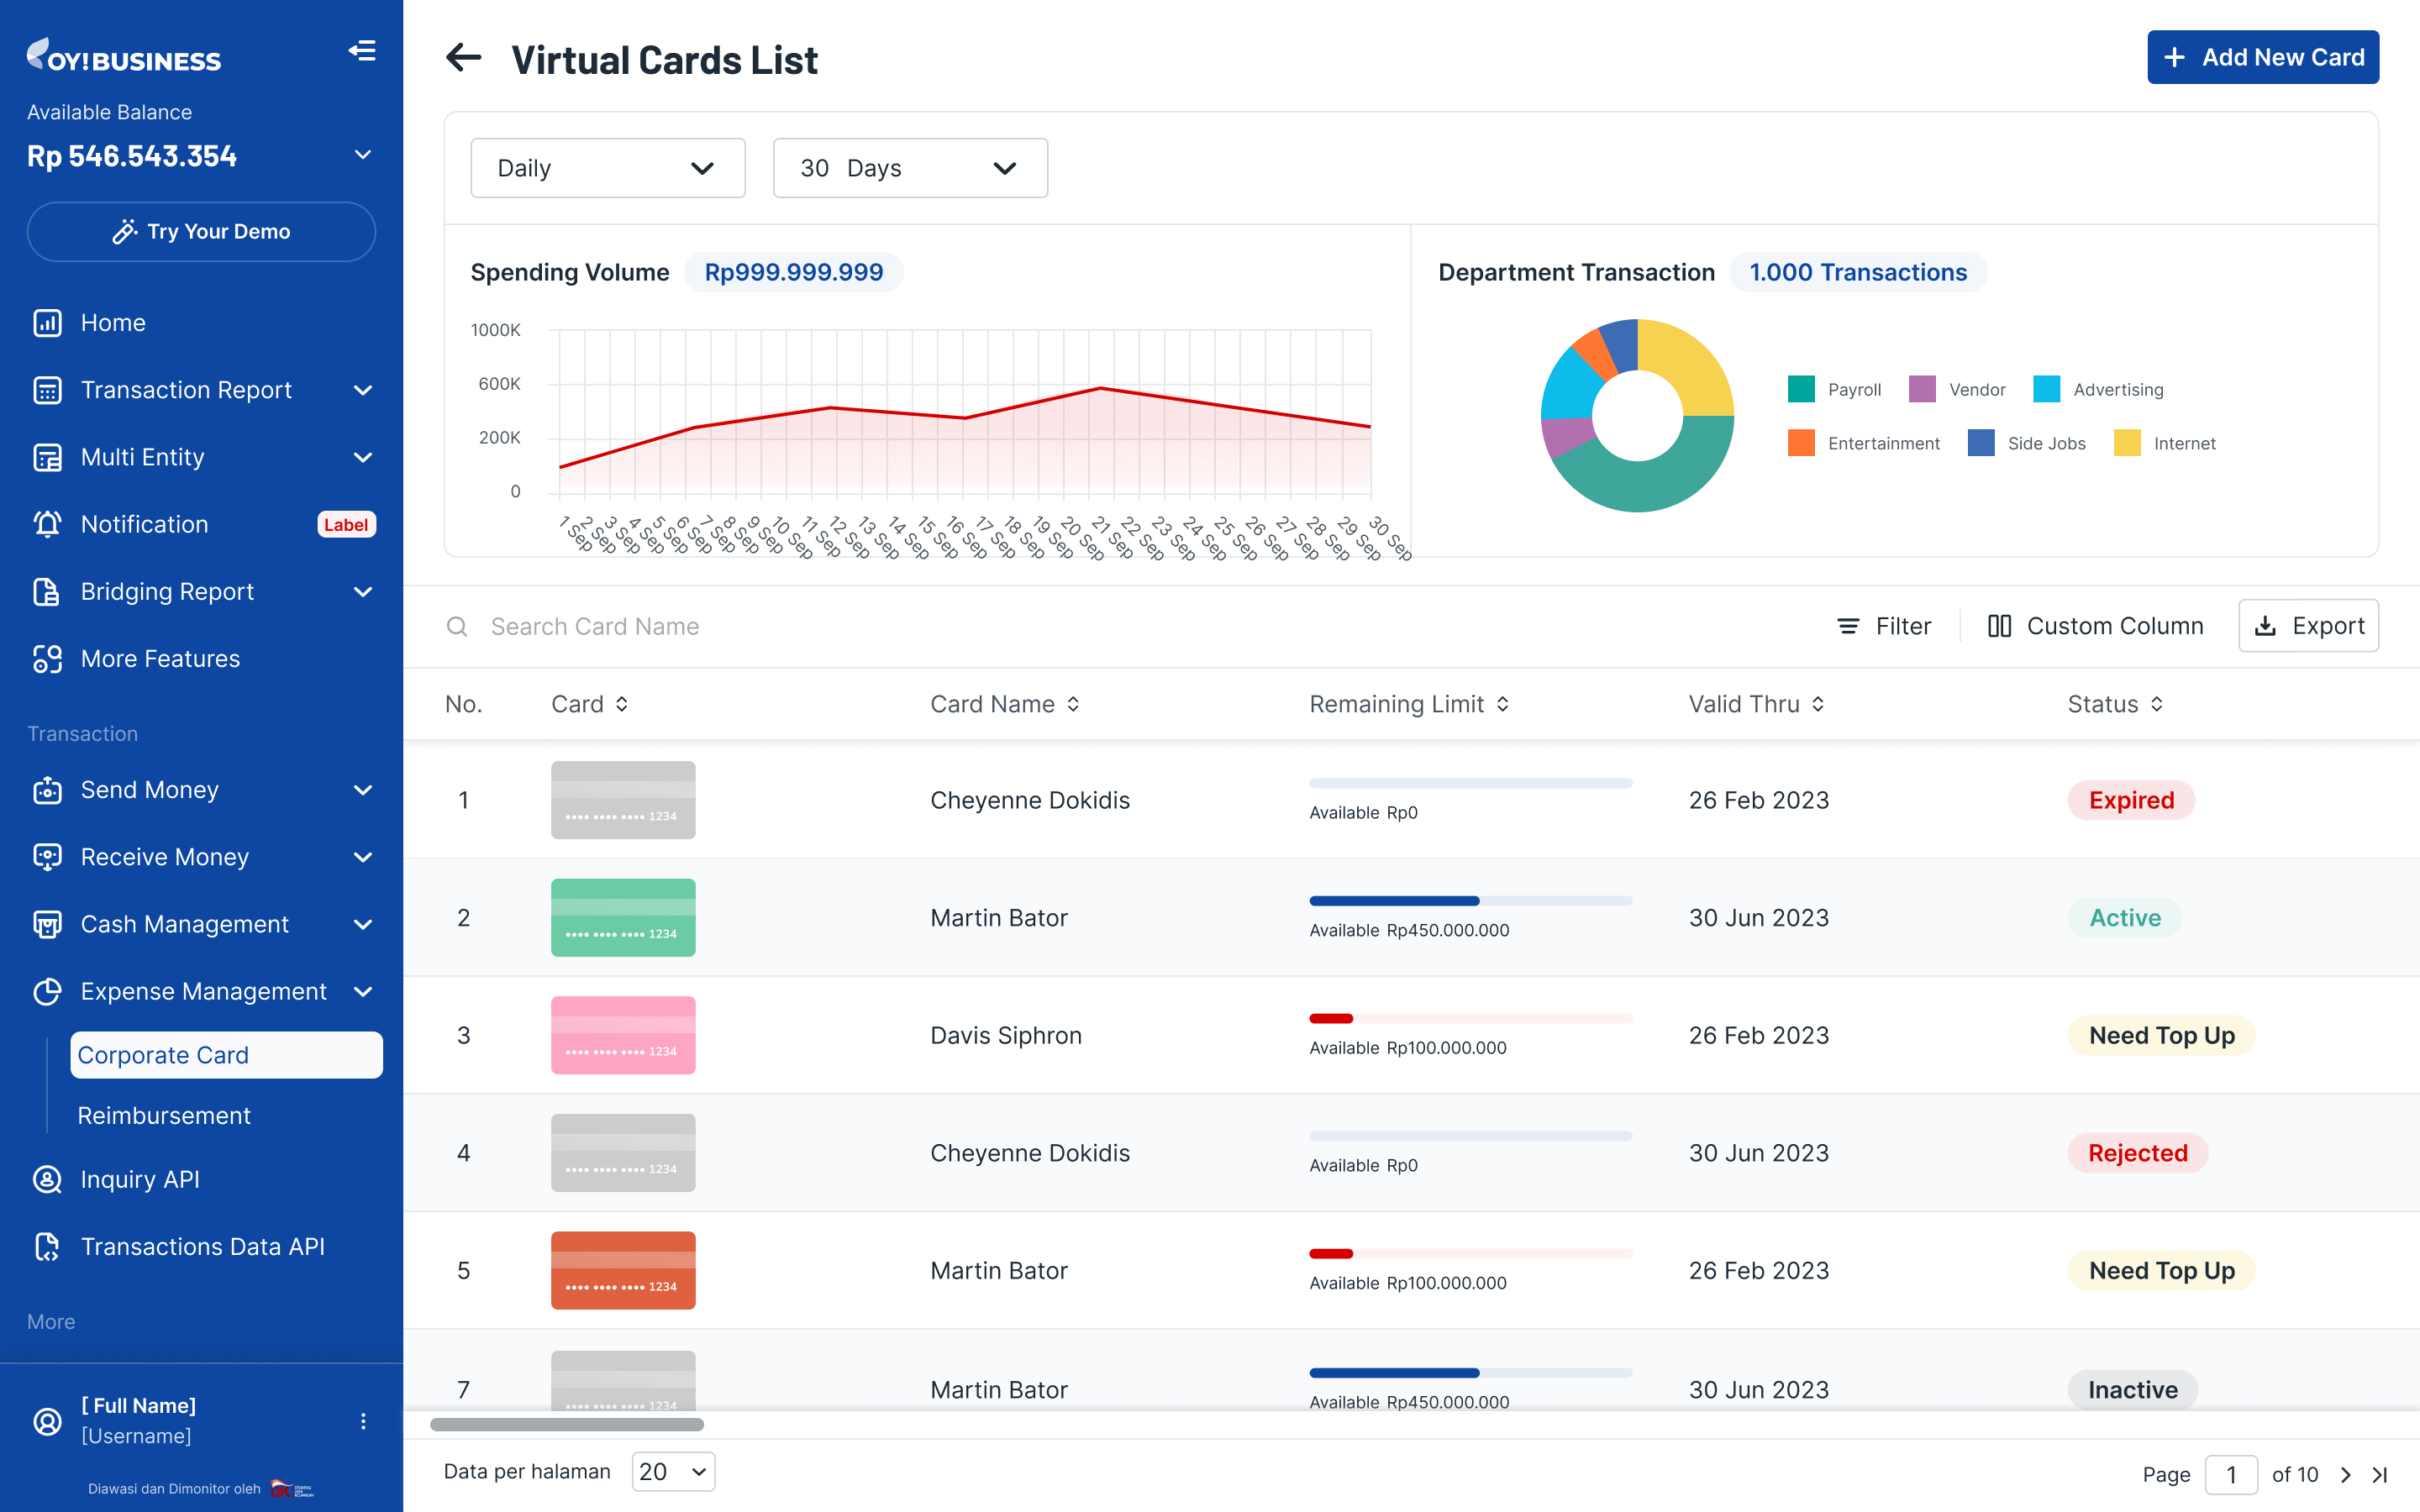 OY! BUSINESS
Available Balance
Rp 546.543.354
Try Your Demo
Home
Transaction Report
Multi Entity
Notification
Label
Bridging Report
More Features
Transaction
Send Money
Receive Money
Cash Management
Expense Management
Corporate Card
Reimbursement
Inquiry API
Transactions Data API
More
[ Full Name]
[Username]
Diawasi dan Dimonitor oleh
Virtual Cards List
+ Add New Card
Daily
30 Days
Spending Volume Rp999.999.999
1000K
600K
200K
0
1 Sep
2 Sep
3 Sep
4 Sep
5 Sep
6 Sep
7 Sep
8 Sep
9 Sep
10 Sep
11 Sep
12 Sep
13 Sep
14 Sep
15 Sep
16 Sep
17 Sep
18 Sep
19 Sep
20 Sep
21 Sep
22 Sep
23 Sep
24 Sep
25 Sep
26 Sep
27 Sep
28 Sep
29 Sep
30 Sep
Department Transaction 1.000 Transactions
Payroll Vendor Advertising
Entertainment Side Jobs Internet
Search Card Name
Filter
Custom Column
Export
No. Card Card Name Remaining Limit Valid Thru Status
1 •••• •••• •••• 1234 Cheyenne Dokidis Available Rp0 26 Feb 2023 Expired
2 •••• •••• •••• 1234 Martin Bator Available Rp450.000.000 30 Jun 2023 Active
3 •••• •••• •••• 1234 Davis Siphron Available Rp100.000.000 26 Feb 2023 Need Top Up
4 •••• •••• •••• 1234 Cheyenne Dokidis Available Rp0 30 Jun 2023 Rejected
5 •••• •••• •••• 1234 Martin Bator Available Rp100.000.000 26 Feb 2023 Need Top Up
7 •••• •••• •••• 1234 Martin Bator Available Rp450.000.000 30 Jun 2023 Inactive
Data per halaman 20
Page 1 of 10